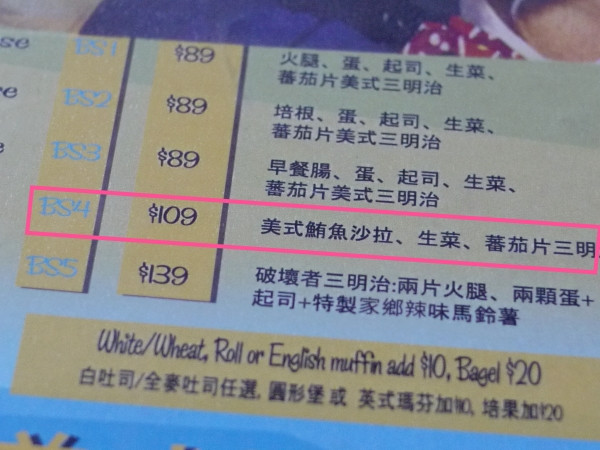 BS1 $89 火腿、蛋、起司、生菜、
蕃茄片美式三明治
BS2 $89 培根、蛋、起司、生菜、
蕃茄片美式三明治
BS3 $89 早餐腸、蛋、起司、生菜、
蕃茄片美式三明治
BS4 $109 美式鮪魚沙拉、生菜、蕃茄片三明
BS5 $139 破壞者三明治:兩片火腿、兩顆蛋+
起司+特製家鄉辣味馬鈴薯
White/Wheat, Roll or English muffin add $10, Bagel $20
白吐司/全麥吐司任選, 圓形堡 或 英式瑪芬加$10, 培果加$20